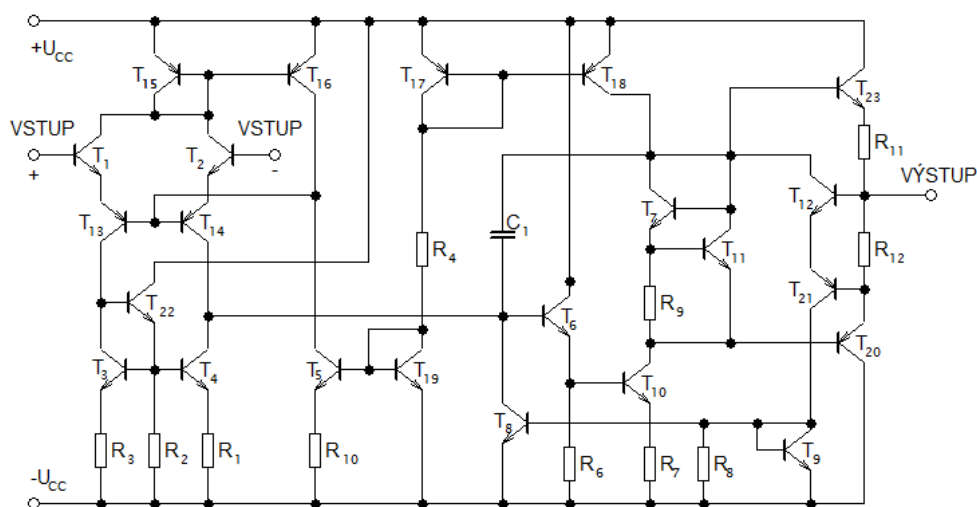 +U_CC
T15
T16
T17
T18
T23
VSTUP
VSTUP
T1
T2
R11
+
-
VÝSTUP
T13
T14
C1
T7
T12
R4
T11
R12
T22
T6
R9
T21
T20
T3
T4
T5
T19
T10
T8
T9
R3
R2
R1
R10
R6
R7
R8
-U_CC